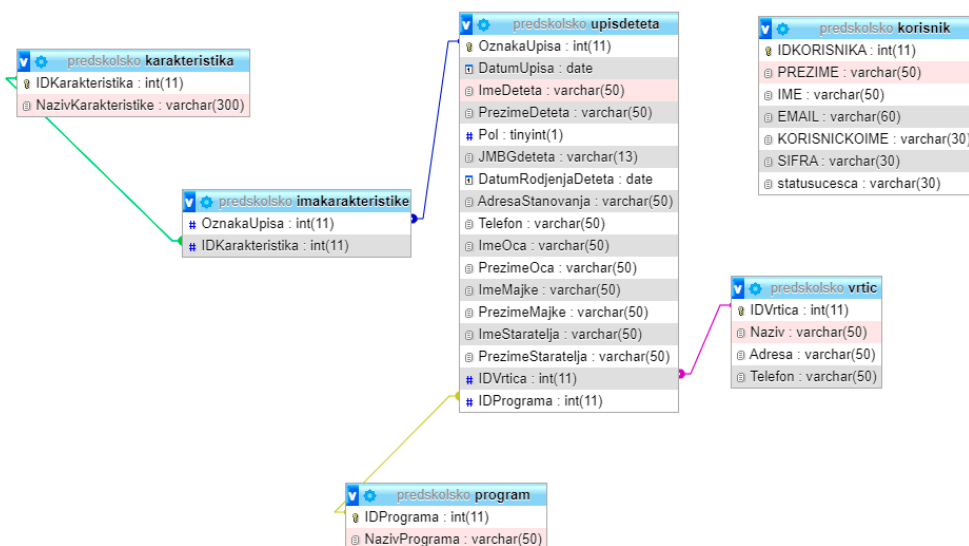 predskolsko karakteristika
IDKarakteristika : int(11)
NazivKarakteristike : varchar(300)
predskolsko imakarakteristike
OznakaUpisa : int(11)
IDKarakteristika : int(11)
predskolsko upisdeteta
OznakaUpisa : int(11)
DatumUpisa : date
ImeDeteta : varchar(50)
PrezimeDeteta : varchar(50)
Pol : tinyint(1)
JMBGdeteta : varchar(13)
DatumRodjenjaDeteta : date
AdresaStanovanja : varchar(50)
Telefon : varchar(50)
ImeOca : varchar(50)
PrezimeOca : varchar(50)
ImeMajke : varchar(50)
PrezimeMajke : varchar(50)
ImeStaratelja : varchar(50)
PrezimeStaratelja : varchar(50)
IDVrtica : int(11)
IDPrograma : int(11)
predskolsko korisnik
IDKORISNIKA : int(11)
PREZIME : varchar(50)
IME : varchar(50)
EMAIL : varchar(60)
KORISNICKOIME : varchar(30)
SIFRA : varchar(30)
statusucesca : varchar(30)
predskolsko vrtic
IDVrtica : int(11)
Naziv : varchar(50)
Adresa : varchar(50)
Telefon : varchar(50)
predskolsko program
IDPrograma : int(11)
NazivPrograma : varchar(50)